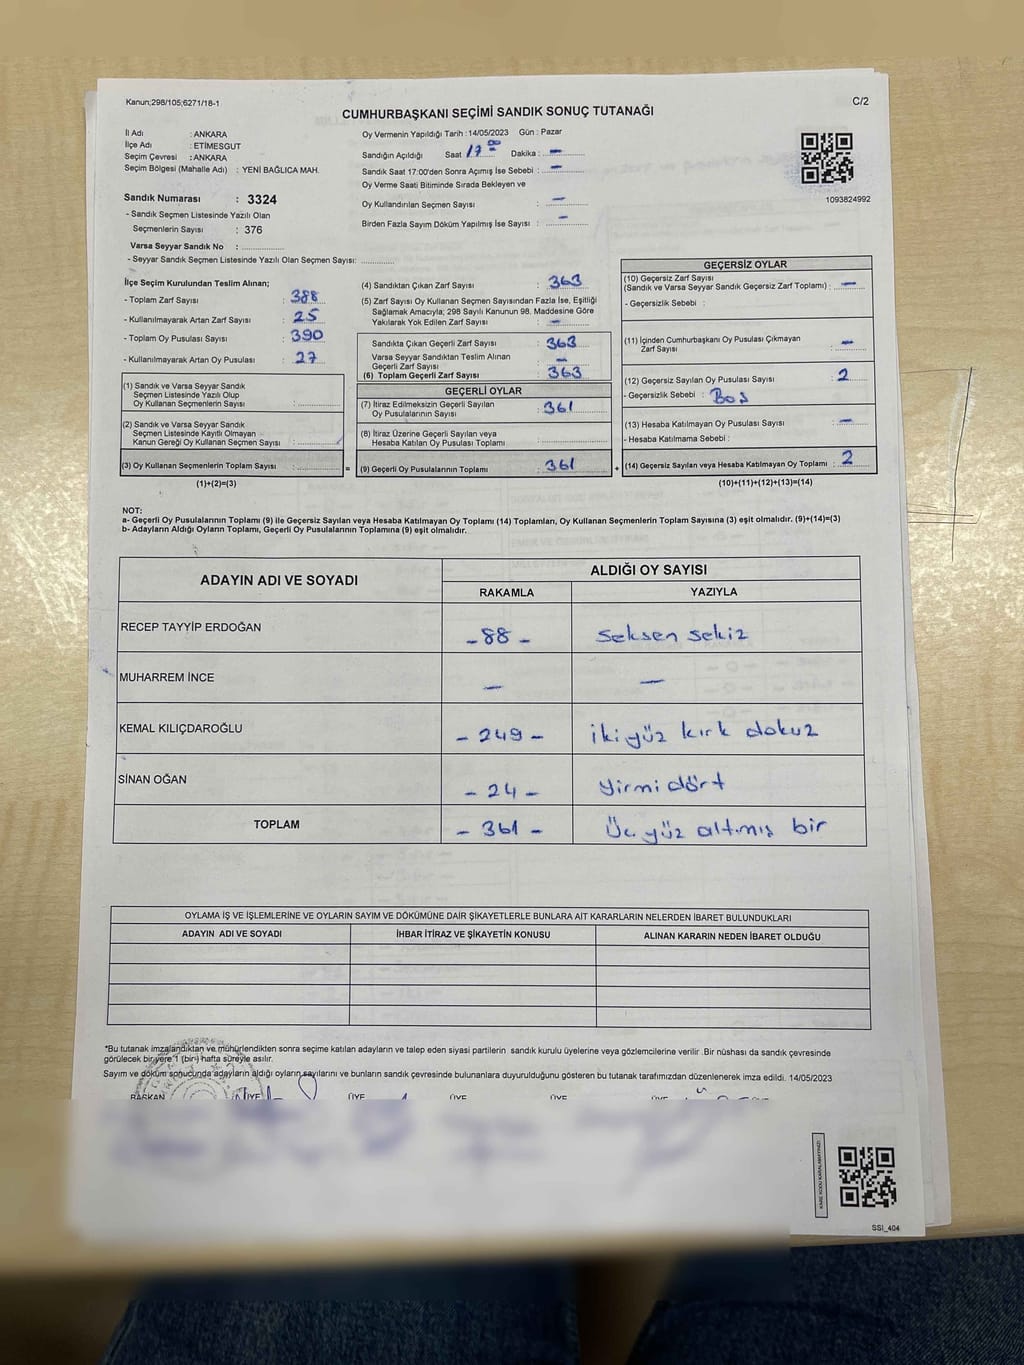 Kanun;298/105;6271/18-1
C/2
CUMHURBAŞKANI SEÇİMİ SANDIK SONUÇ TUTANAĞI
İl Adı : ANKARA
İlçe Adı : ETİMESGUT
Seçim Çevresi : ANKARA
Seçim Bölgesi (Mahalle Adı) : YENİ BAĞLICA MAH.
Sandık Numarası : 3324
- Sandık Seçmen Listesinde Yazılı Olan
Seçmenlerin Sayısı : 376
Varsa Seyyar Sandık No : ..............
- Seyyar Sandık Seçmen Listesinde Yazılı Olan Seçmen Sayısı: ............
Oy Vermenin Yapıldığı Tarih : 14/05/2023 Gün : Pazar
Sandığın Açıldığı Saat 17 00 Dakika : —
Sandık Saat 17:00'den Sonra Açmış İse Sebebi : —
Oy Verme Saati Bitiminde Sırada Bekleyen ve
Oy Kullandırılan Seçmen Sayısı : —
Birden Fazla Sayım Döküm Yapılmış İse Sayısı : —
1093824992
İlçe Seçim Kurulundan Teslim Alınan;
- Toplam Zarf Sayısı : 388
- Kullanılmayarak Artan Zarf Sayısı : 25
- Toplam Oy Pusulası Sayısı : 390
- Kullanılmayarak Artan Oy Pusulası : 27
(1) Sandık ve Varsa Seyyar Sandık
Seçmen Listesinde Yazılı Olup
Oy Kullanan Seçmenlerin Sayısı : ............
(2) Sandık ve Varsa Seyyar Sandık
Seçmen Listesinde Kayıtlı Olmayan
Kanun Gereği Oy Kullanan Seçmen Sayısı : ............
(3) Oy Kullanan Seçmenlerin Toplam Sayısı : ............ =
(1)+(2)=(3)
(4) Sandıktan Çıkan Zarf Sayısı : 363
(5) Zarf Sayısı Oy Kullanan Seçmen Sayısından Fazla İse, Eşitliği
Sağlamak Amacıyla; 298 Sayılı Kanunun 98. Maddesine Göre
Yakılarak Yok Edilen Zarf Sayısı : —
Sandıkta Çıkan Geçerli Zarf Sayısı : 363
Varsa Seyyar Sandıktan Teslim Alınan
Geçerli Zarf Sayısı : —
(6) Toplam Geçerli Zarf Sayısı : 363
GEÇERLİ OYLAR
(7) İtiraz Edilmeksizin Geçerli Sayılan
Oy Pusulalarının Sayısı : 361
(8) İtiraz Üzerine Geçerli Sayılan veya
Hesaba Katılan Oy Pusulası Toplamı : ............
(9) Geçerli Oy Pusulalarının Toplamı : 361 +
GEÇERSİZ OYLAR
(10) Geçersiz Zarf Sayısı
(Sandık ve Varsa Seyyar Sandık Geçersiz Zarf Toplamı) : —
- Geçersizlik Sebebi :
(11) İçinden Cumhurbaşkanı Oy Pusulası Çıkmayan
Zarf Sayısı : —
(12) Geçersiz Sayılan Oy Pusulası Sayısı : 2
- Geçersizlik Sebebi : Boş
(13) Hesaba Katılmayan Oy Pusulası Sayısı : —
- Hesaba Katılmama Sebebi :
(14) Geçersiz Sayılan veya Hesaba Katılmayan Oy Toplamı : 2
(10)+(11)+(12)+(13)=(14)
NOT:
a- Geçerli Oy Pusulalarının Toplamı (9) ile Geçersiz Sayılan veya Hesaba Katılmayan Oy Toplamı (14) Toplamları, Oy Kullanan Seçmenlerin Toplam Sayısına (3) eşit olmalıdır. (9)+(14)=(3)
b- Adayların Aldığı Oyların Toplamı, Geçerli Oy Pusulalarının Toplamına (9) eşit olmalıdır.
ADAYIN ADI VE SOYADI ALDIĞI OY SAYISI
RAKAMLA YAZIYLA
RECEP TAYYİP ERDOĞAN -88- seksen sekiz
MUHARREM İNCE — —
KEMAL KILIÇDAROĞLU -249- iki yüz kırk dokuz
SİNAN OĞAN -24- yirmi dört
TOPLAM -361- Üç yüz altmış bir
OYLAMA İŞ VE İŞLEMLERİNE VE OYLARIN SAYIM VE DÖKÜMÜNE DAİR ŞİKAYETLERLE BUNLARA AİT KARARLARIN NELERDEN İBARET BULUNDUKLARI
ADAYIN ADI VE SOYADI İHBAR İTİRAZ VE ŞİKAYETİN KONUSU ALINAN KARARIN NEDEN İBARET OLDUĞU
*Bu tutanak imzalandıktan ve mühürlendikten sonra seçime katılan adayların ve talep eden siyasi partilerin sandık kurulu üyelerine veya gözlemcilerine verilir .Bir nüshası da sandık çevresinde
görülecek bir yere 1 (bir) hafta süreyle asılır.
Sayım ve döküm sonucunda adayların aldığı oyların sayılarını ve bunların sandık çevresinde bulunanlara duyurulduğunu gösteren bu tutanak tarafımızdan düzenlenerek imza edildi. 14/05/2023
BAŞKAN ÜYE ÜYE ÜYE ÜYE ÜYE
KARE KODU KARALAMAYINIZ!
SSI_404